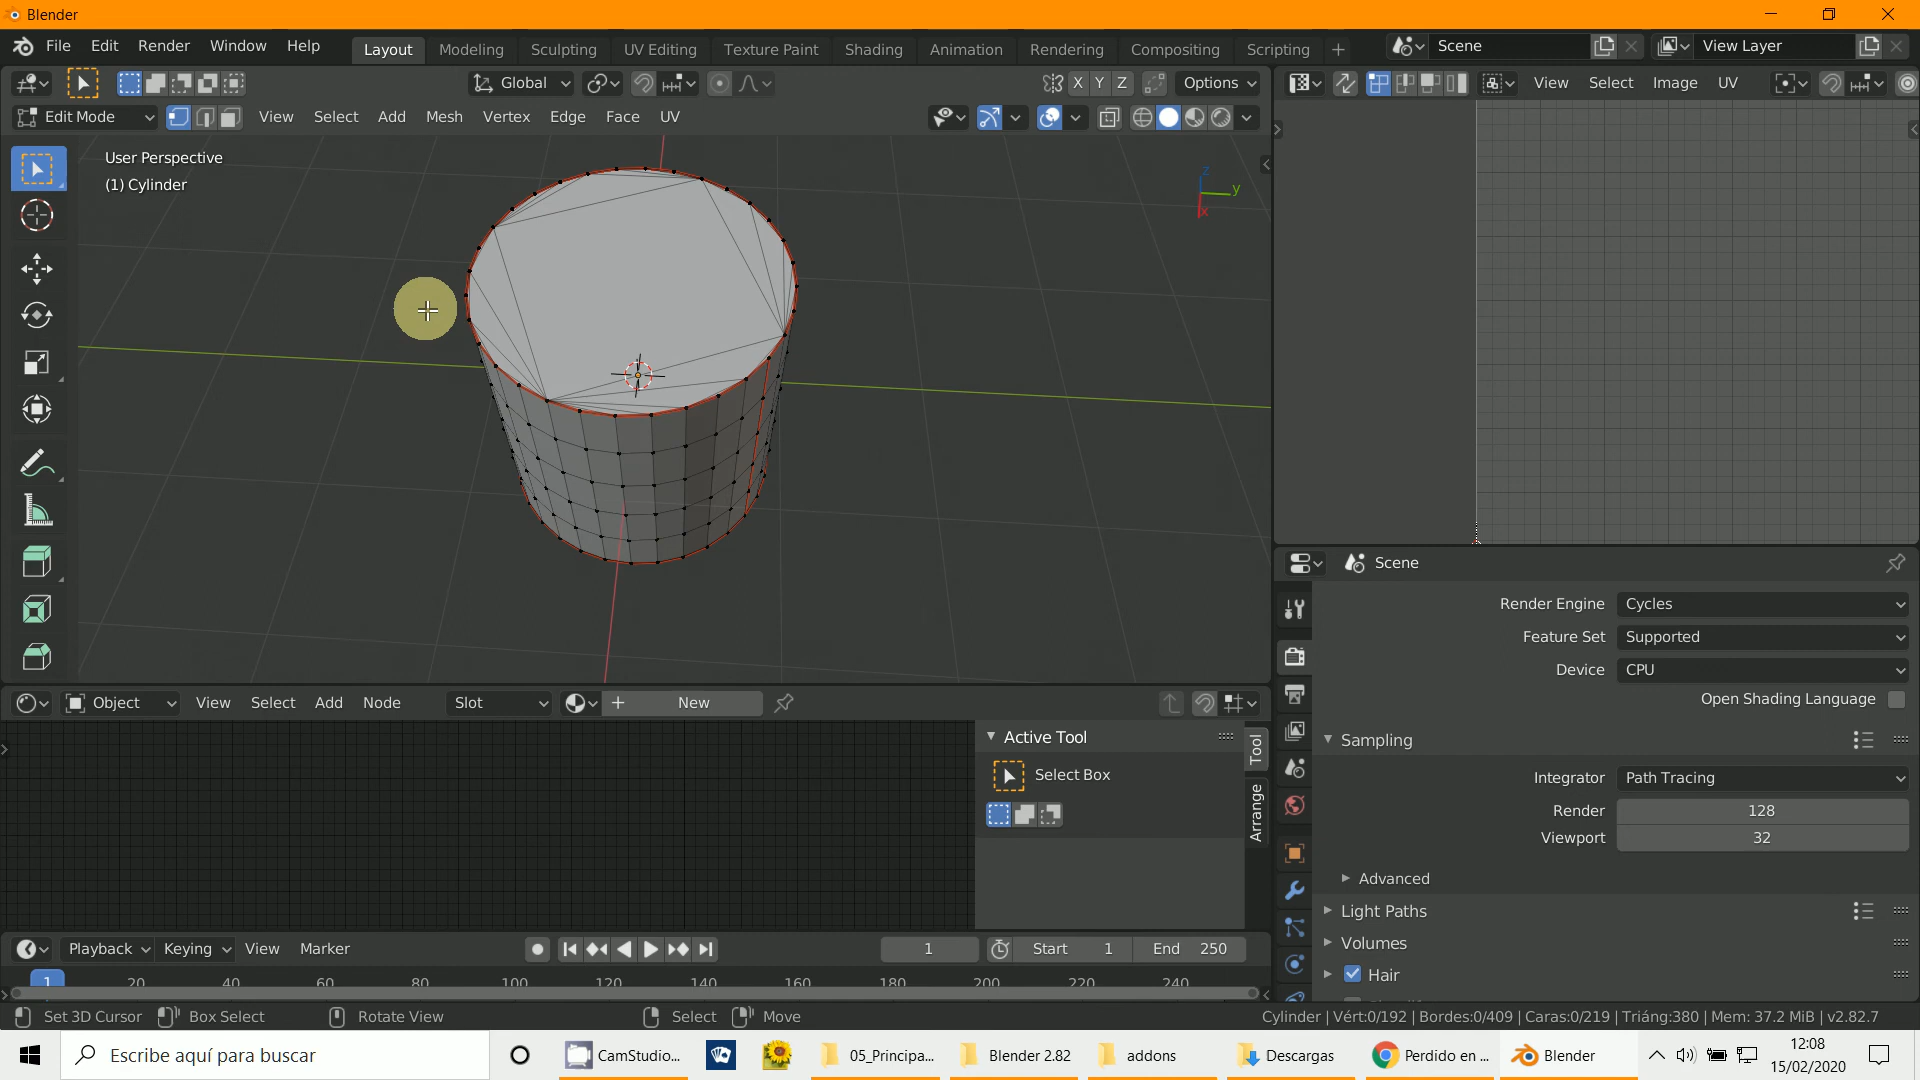 Blender
File Edit Render Window Help Layout Modeling Sculpting UV Editing Texture Paint Shading Animation Rendering Compositing Scripting + Scene View Layer
Global X Y Z Options View Select Image UV
Edit Mode View Select Add Mesh Vertex Edge Face UV
User Perspective
(1) Cylinder
z
y
x
Scene
Render Engine Cycles
Feature Set Supported
Device CPU
Open Shading Language
Sampling
Integrator Path Tracing
Render 128
Viewport 32
Advanced
Light Paths
Volumes
Hair
Object View Select Add Node Slot New
Active Tool
Select Box
Tool
Arrange
Playback Keying View Marker 1 Start 1 End 250
1 20 40 60 80 100 120 140 160 180 200 220 240
Set 3D Cursor Box Select Rotate View Select Move Cylinder | Vért:0/192 | Bordes:0/409 | Caras:0/219 | Triáng:380 | Mem: 37.2 MiB | v2.82.7
Escribe aquí para buscar CamStudio... 05_Principa... Blender 2.82 addons Descargas Perdido en ... Blender 12:08
15/02/2020